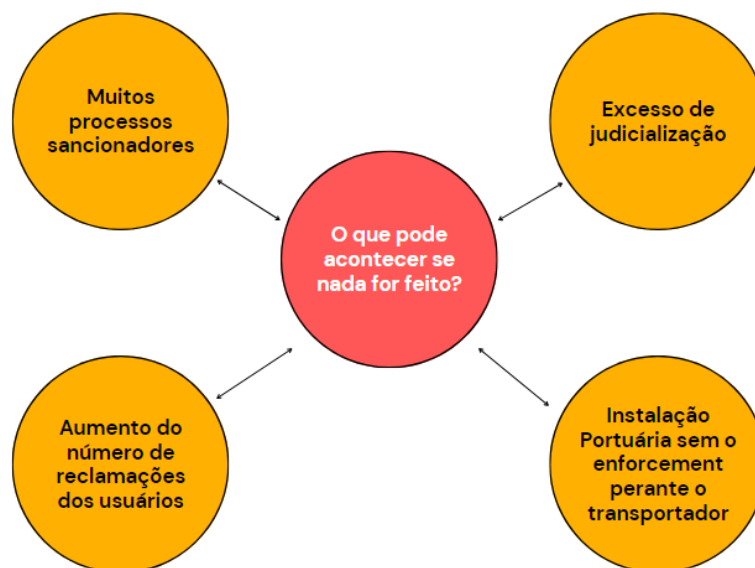 Muitos
processos
sancionadores
Excesso de
judicialização
O que pode
acontecer se
nada for feito?
Aumento do
número de
reclamações
dos usuários
Instalação
Portuária sem o
enforcement
perante o
transportador